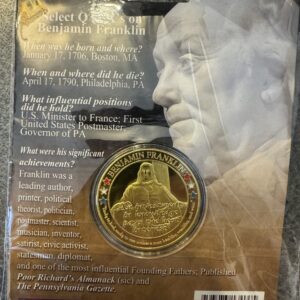 Select Q & A's on
Benjamin Franklin
When was he born and where?
January 17, 1706, Boston, MA
When and where did he die?
April 17, 1790, Philadelphia, PA
What influential positions
did he hold?
U.S. Minister to France; First
United States Postmaster;
Governor of PA
What were his significant
achievements?
Franklin was a
leading author,
printer, political
theorist, politician,
postmaster, scientist,
musician, inventor,
satirist, civic activist,
statesman, diplomat,
and one of the most influential Founding Fathers; Published
Poor Richard's Almanack (sic) and
The Pennsylvania Gazette.
BENJAMIN FRANKLIN